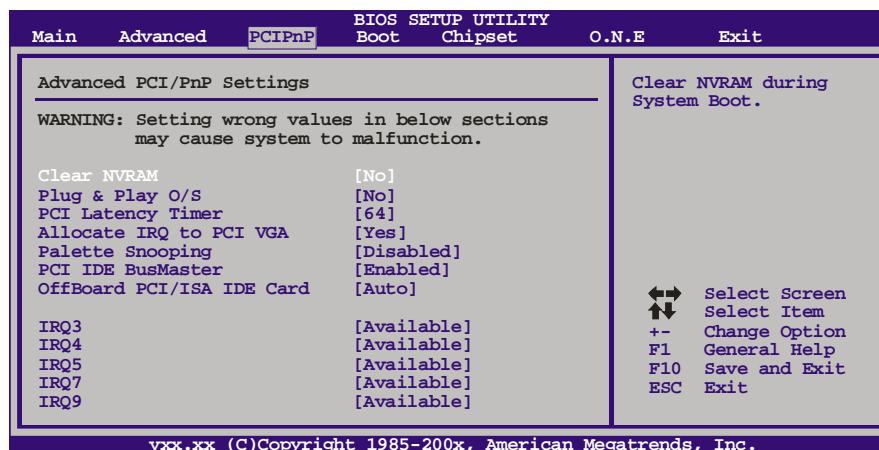 BIOS SETUP UTILITY
Main Advanced PCIPnP Boot Chipset O.N.E Exit
Advanced PCI/PnP Settings
WARNING: Setting wrong values in below sections
may cause system to malfunction.
Clear NVRAM [No]
Plug & Play O/S [No]
PCI Latency Timer [64]
Allocate IRQ to PCI VGA [Yes]
Palette Snooping [Disabled]
PCI IDE BusMaster [Enabled]
OffBoard PCI/ISA IDE Card [Auto]
IRQ3 [Available]
IRQ4 [Available]
IRQ5 [Available]
IRQ7 [Available]
IRQ9 [Available]
Clear NVRAM during
System Boot.
Select Screen
Select Item
+- Change Option
F1 General Help
F10 Save and Exit
ESC Exit
vxx.xx (C)Copyright 1985-200x, American Megatrends, Inc.